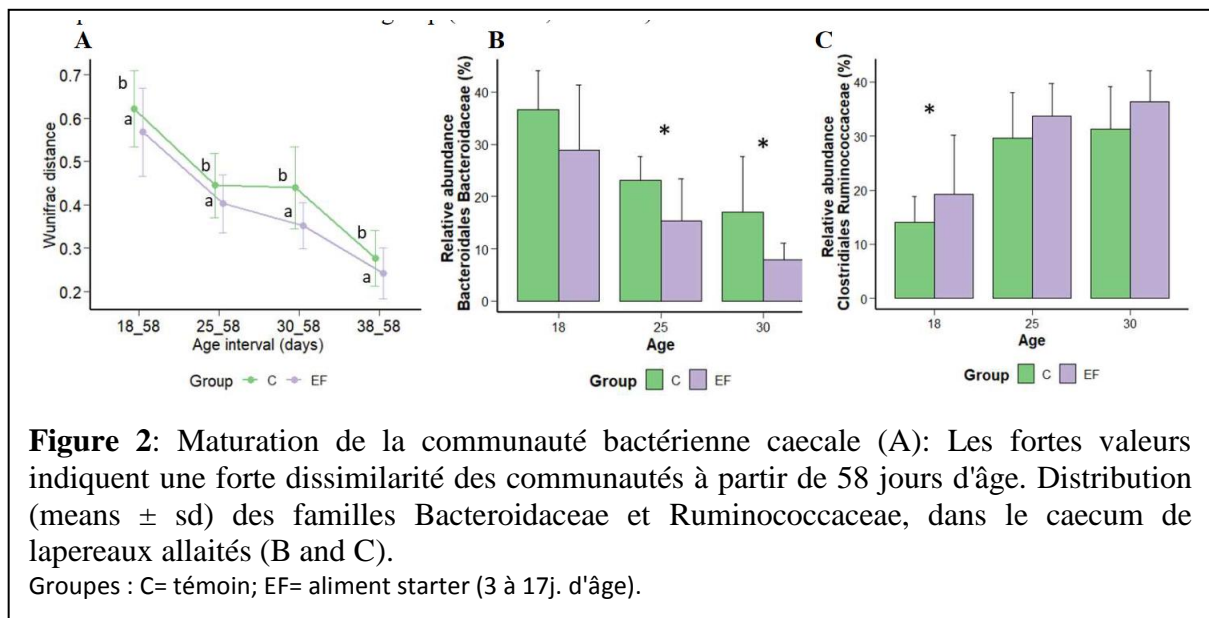 A
B
C
Wunifrac distance
0.7
0.6
0.5
0.4
0.3
0.2
b
a
b
a
b
a
b
a
18_58
25_58
30_58
38_58
Age interval (days)
Group C EF
Relative abundance
Bacteroidales Bacteroidaceae (%)
40
30
20
10
0
*
*
18
25
30
Age
Group C EF
Relative abundance
Clostridiales Ruminococcaceae (%)
40
30
20
10
0
*
18
25
30
Age
Group C EF
Figure 2: Maturation de la communauté bactérienne caecale (A): Les fortes valeurs
indiquent une forte dissimilarité des communautés à partir de 58 jours d'âge. Distribution
(means ± sd) des familles Bacteroidaceae et Ruminococcaceae, dans le caecum de
lapereaux allaités (B and C).
Groupes : C= témoin; EF= aliment starter (3 à 17j. d'âge).